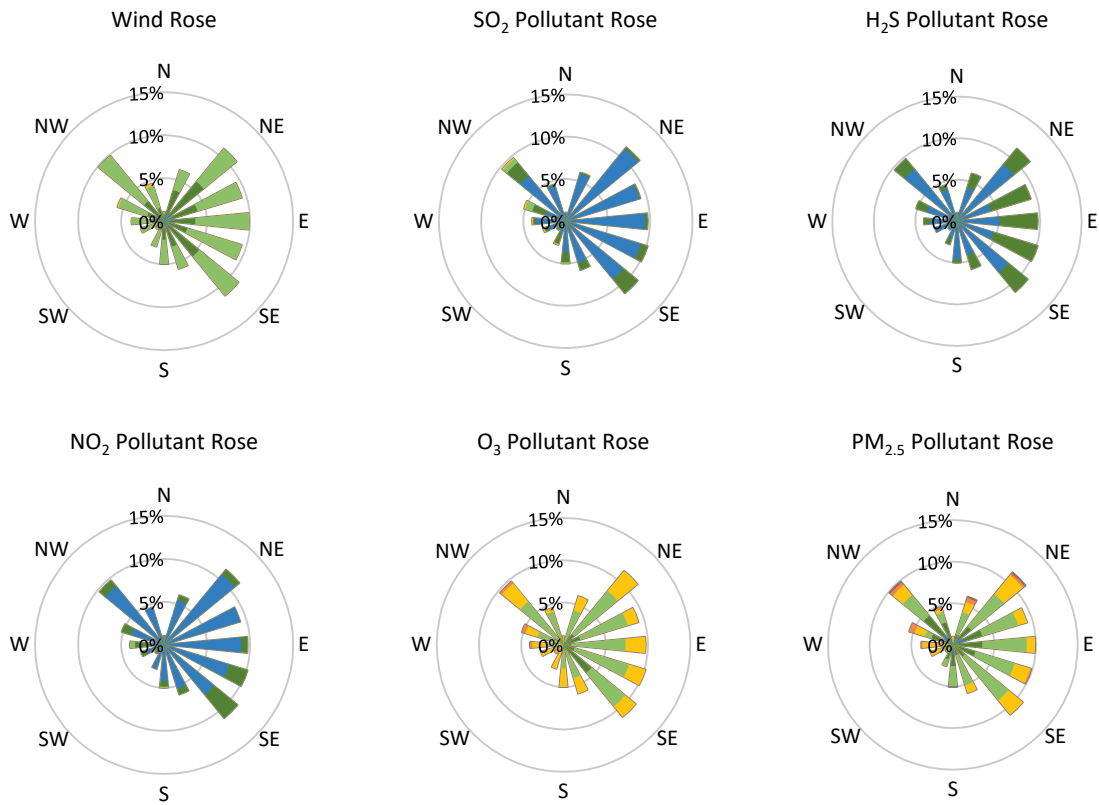 Wind Rose
N
15%
NW
NE
10%
5%
W
0%
E
SW
SE
S
SO₂ Pollutant Rose
N
15%
NW
NE
10%
5%
W
0%
E
SW
SE
S
H₂S Pollutant Rose
N
15%
NW
NE
10%
5%
W
0%
E
SW
SE
S
NO₂ Pollutant Rose
N
15%
NW
NE
10%
5%
W
0%
E
SW
SE
S
O₃ Pollutant Rose
N
15%
NW
NE
10%
5%
W
0%
E
SW
SE
S
PM₂.₅ Pollutant Rose
N
15%
NW
NE
10%
5%
W
0%
E
SW
SE
S